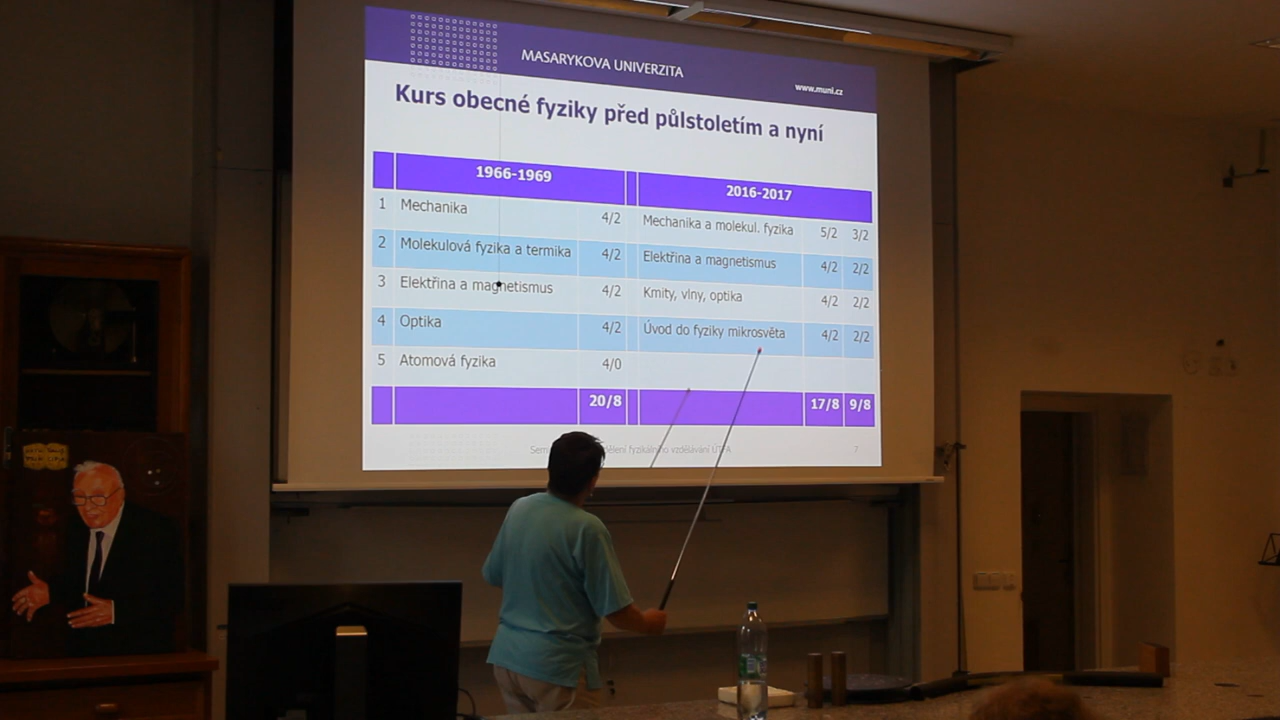 MASARYKOVA UNIVERZITA
www.muni.cz
Kurs obecné fyziky před půlstoletím a nyní
1966-1969 2016-2017
1 Mechanika 4/2 Mechanika a molekul. fyzika 5/2 3/2
2 Molekulová fyzika a termika 4/2 Elektřina a magnetismus 4/2 2/2
3 Elektřina a magnetismus 4/2 Kmity, vlny, optika 4/2 2/2
4 Optika 4/2 Úvod do fyziky mikrosvěta 4/2 2/2
5 Atomová fyzika 4/0
20/8 17/8 9/8
fyzikálního vzdělávání 7